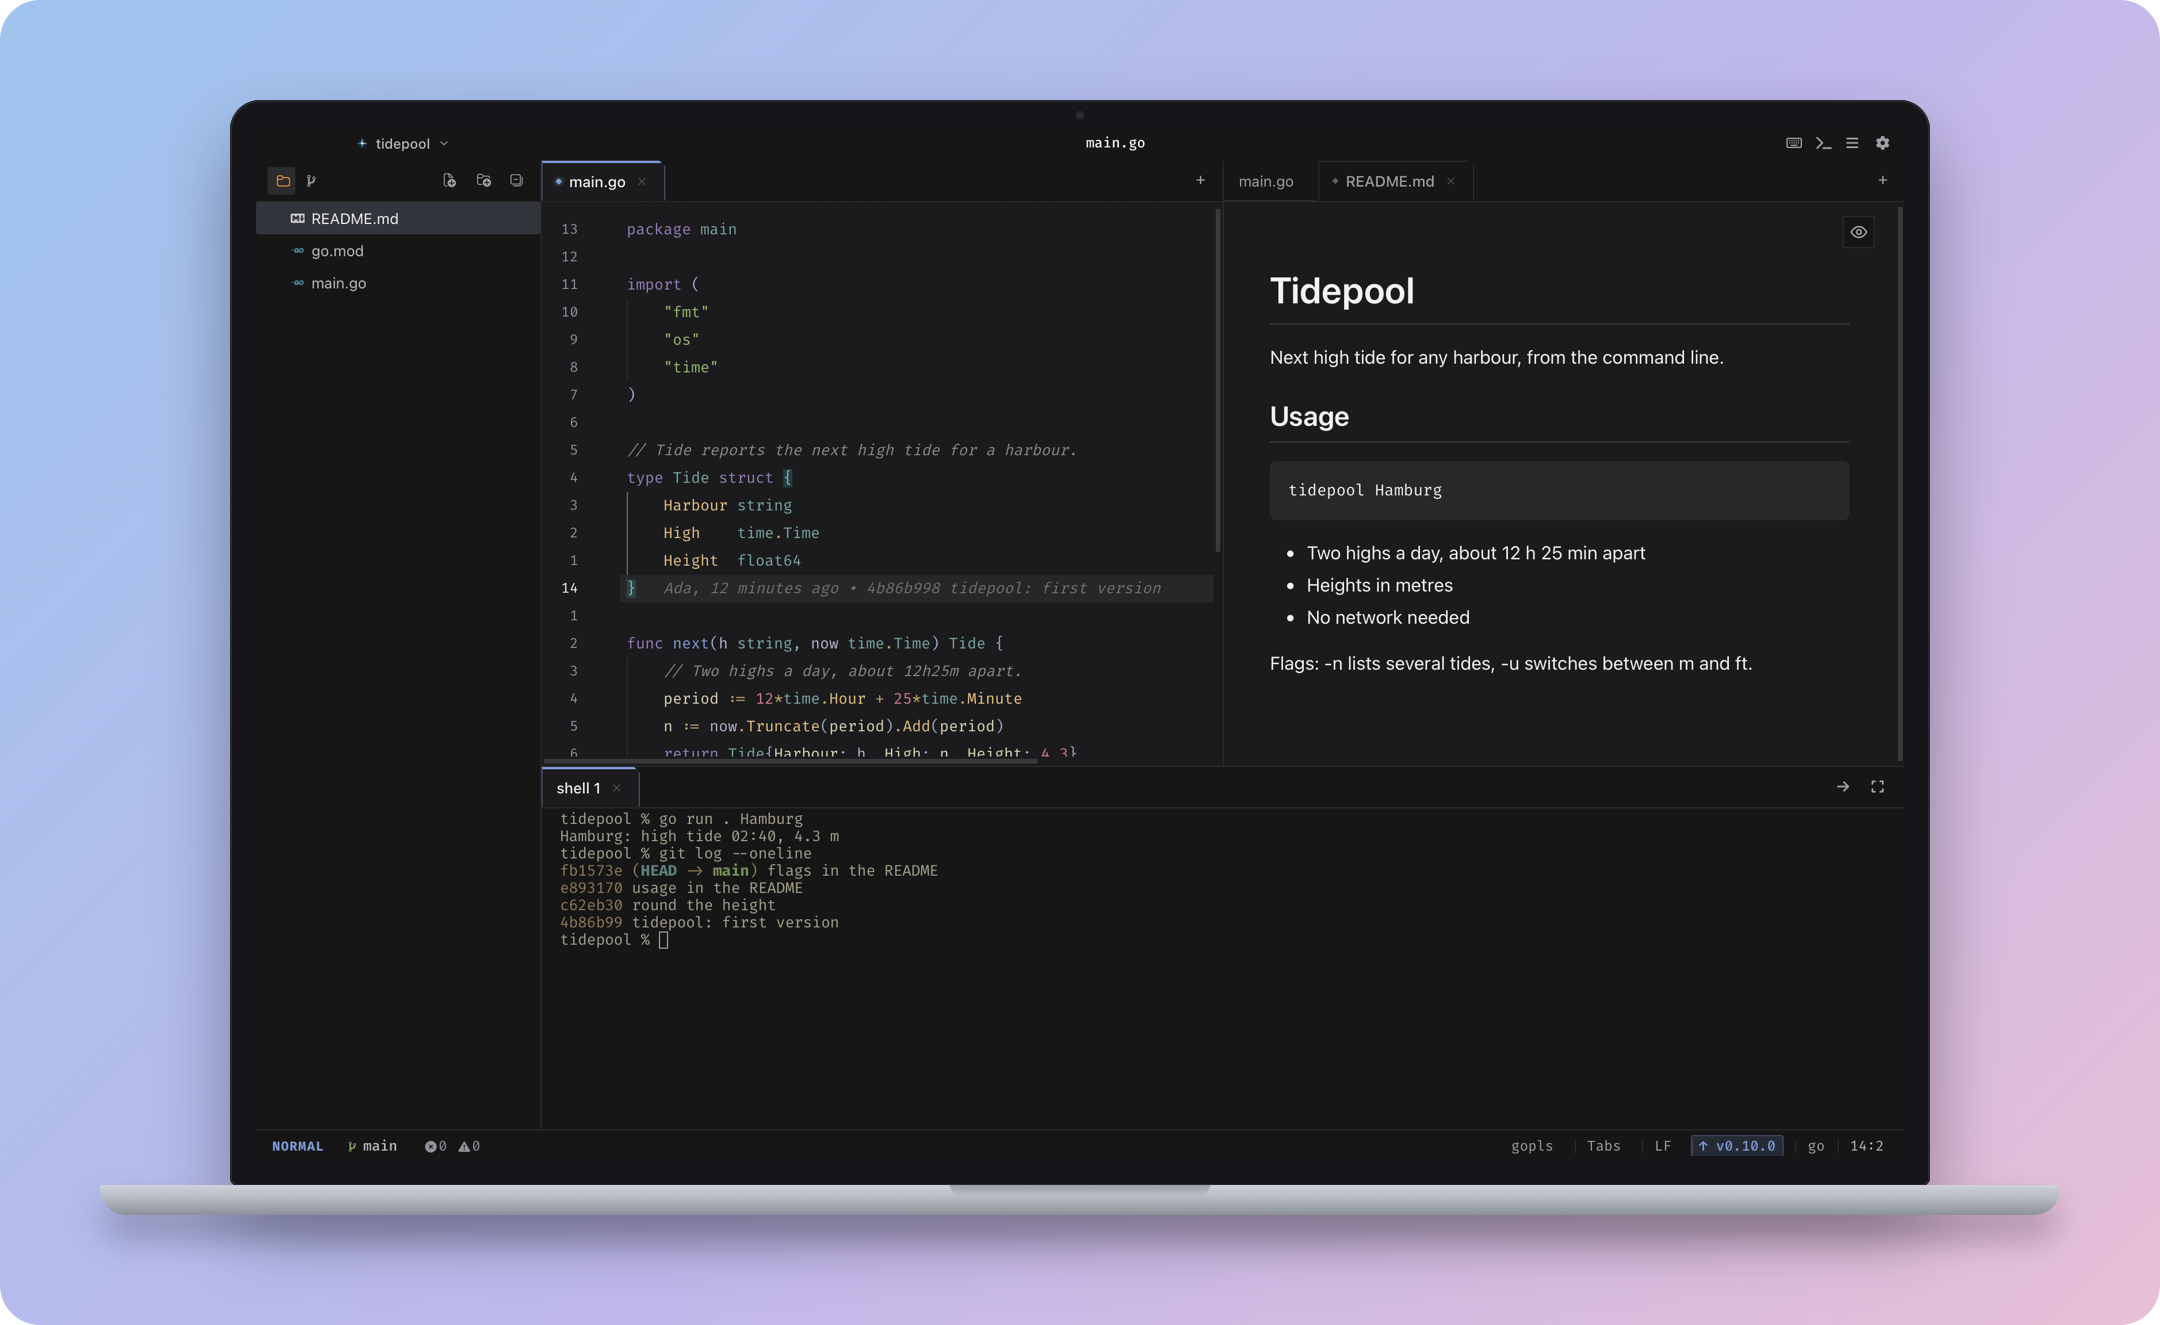 tidepool
main.go
README.md
go.mod
main.go
main.go
13 package main
12
11 import (
10 "fmt"
9 "os"
8 "time"
7 )
6
5 // Tide reports the next high tide for a harbour.
4 type Tide struct {
3 Harbour string
2 High time.Time
1 Height float64
14 } Ada, 12 minutes ago • 4b86b998 tidepool: first version
1
2 func next(h string, now time.Time) Tide {
3 // Two highs a day, about 12h25m apart.
4 period := 12*time.Hour + 25*time.Minute
5 n := now.Truncate(period).Add(period)
6 return Tide{Harbour: h, High: n, Height: 4.3}
main.go README.md
Tidepool
Next high tide for any harbour, from the command line.
Usage
tidepool Hamburg
• Two highs a day, about 12 h 25 min apart
• Heights in metres
• No network needed
Flags: -n lists several tides, -u switches between m and ft.
shell 1
tidepool % go run . Hamburg
Hamburg: high tide 02:40, 4.3 m
tidepool % git log --oneline
fb1573e (HEAD -> main) flags in the README
e893170 usage in the README
c62eb30 round the height
4b86b99 tidepool: first version
tidepool %
NORMAL main 0 0 gopls Tabs LF ↑ v0.10.0 go 14:2